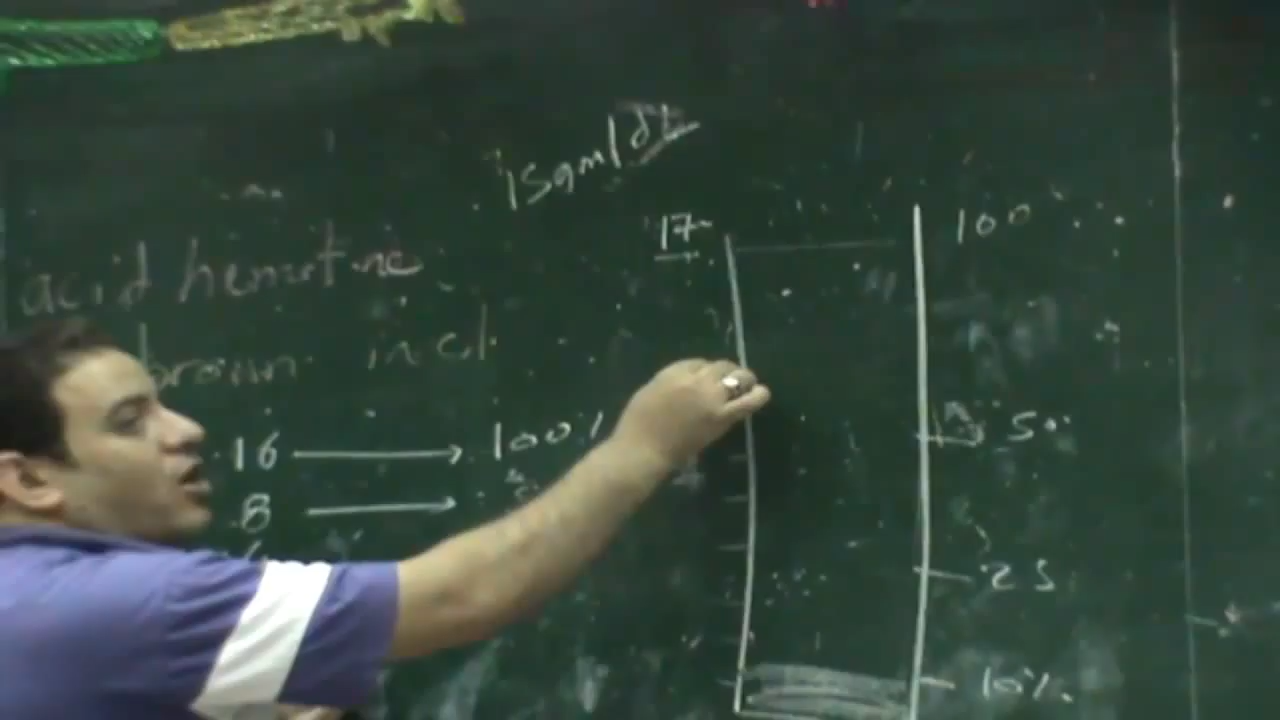 15gm/dL
17
100
acid hematine
brown in cl
16 → 100%
50
8 →
25
10%